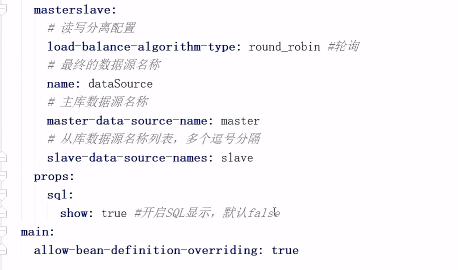 masterslave:
# 读写分离配置
load-balance-algorithm-type: round_robin #轮询
# 最终的数据源名称
name: dataSource
# 主库数据源名称
master-data-source-name: master
# 从库数据源名称列表，多个逗号分隔
slave-data-source-names: slave
props:
sql:
show: true #开启SQL显示，默认false
main:
allow-bean-definition-overriding: true